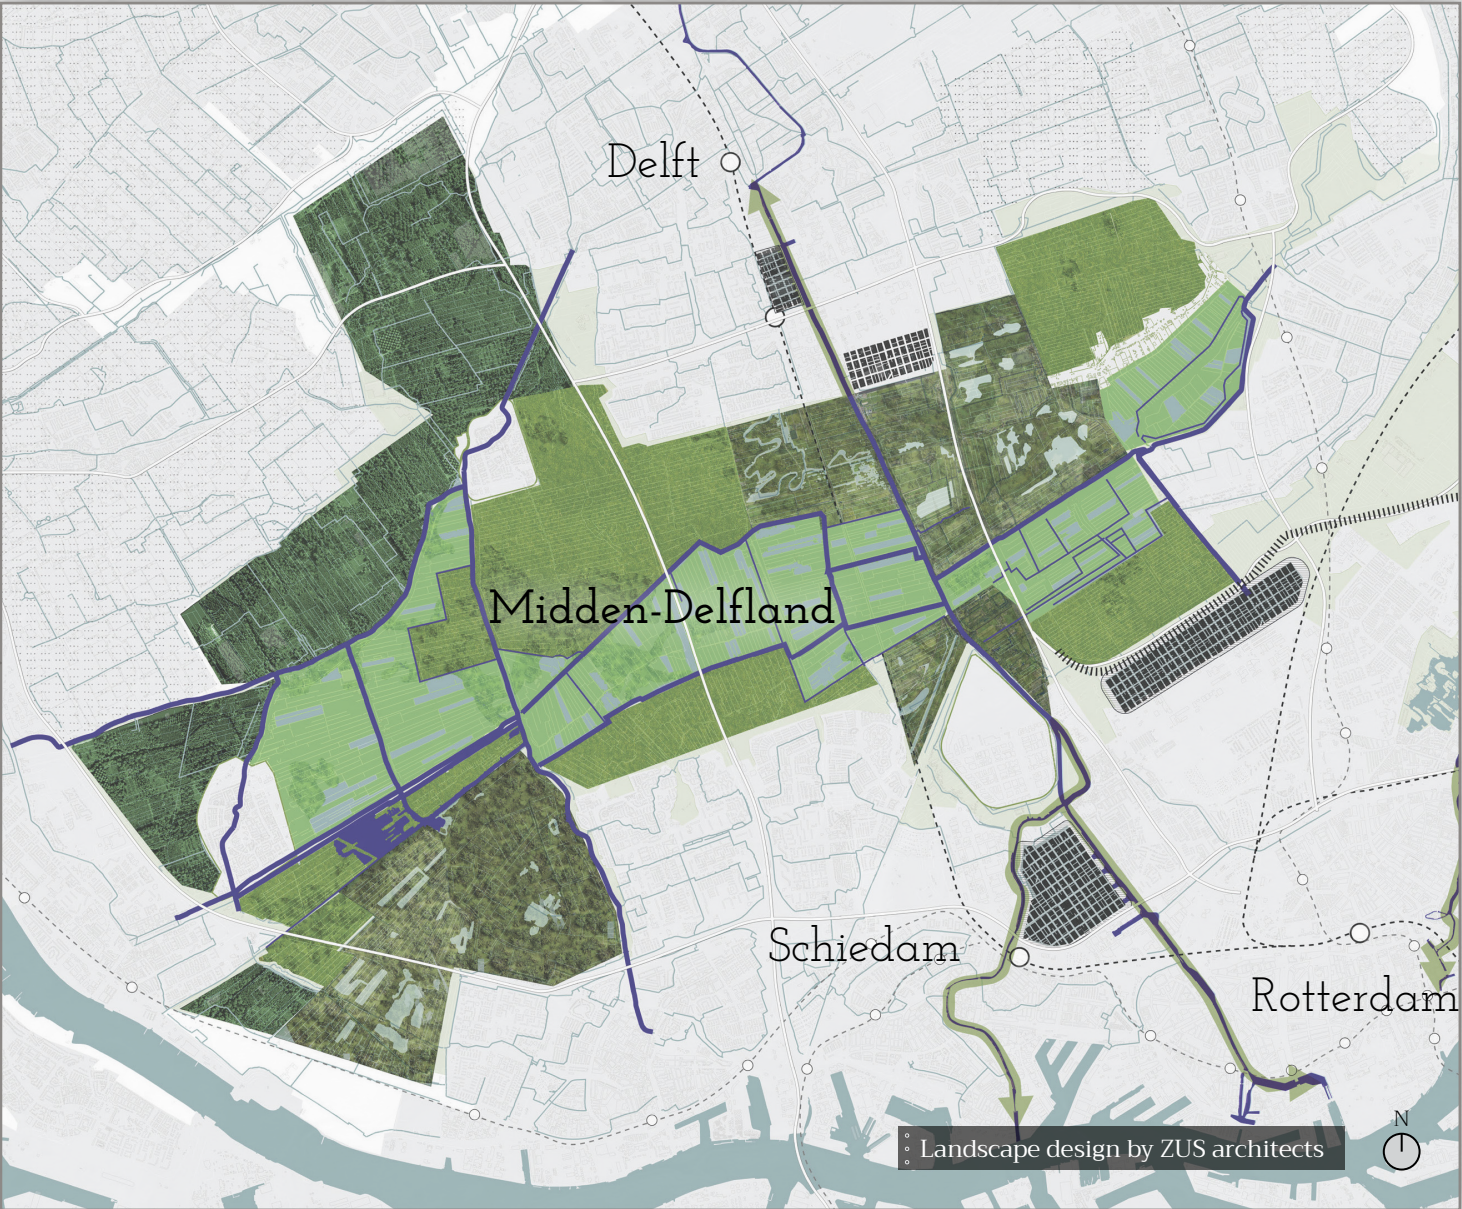 Delft
Midden-Delfland
Schiedam
Rotterdam
N
Landscape design by ZUS architects